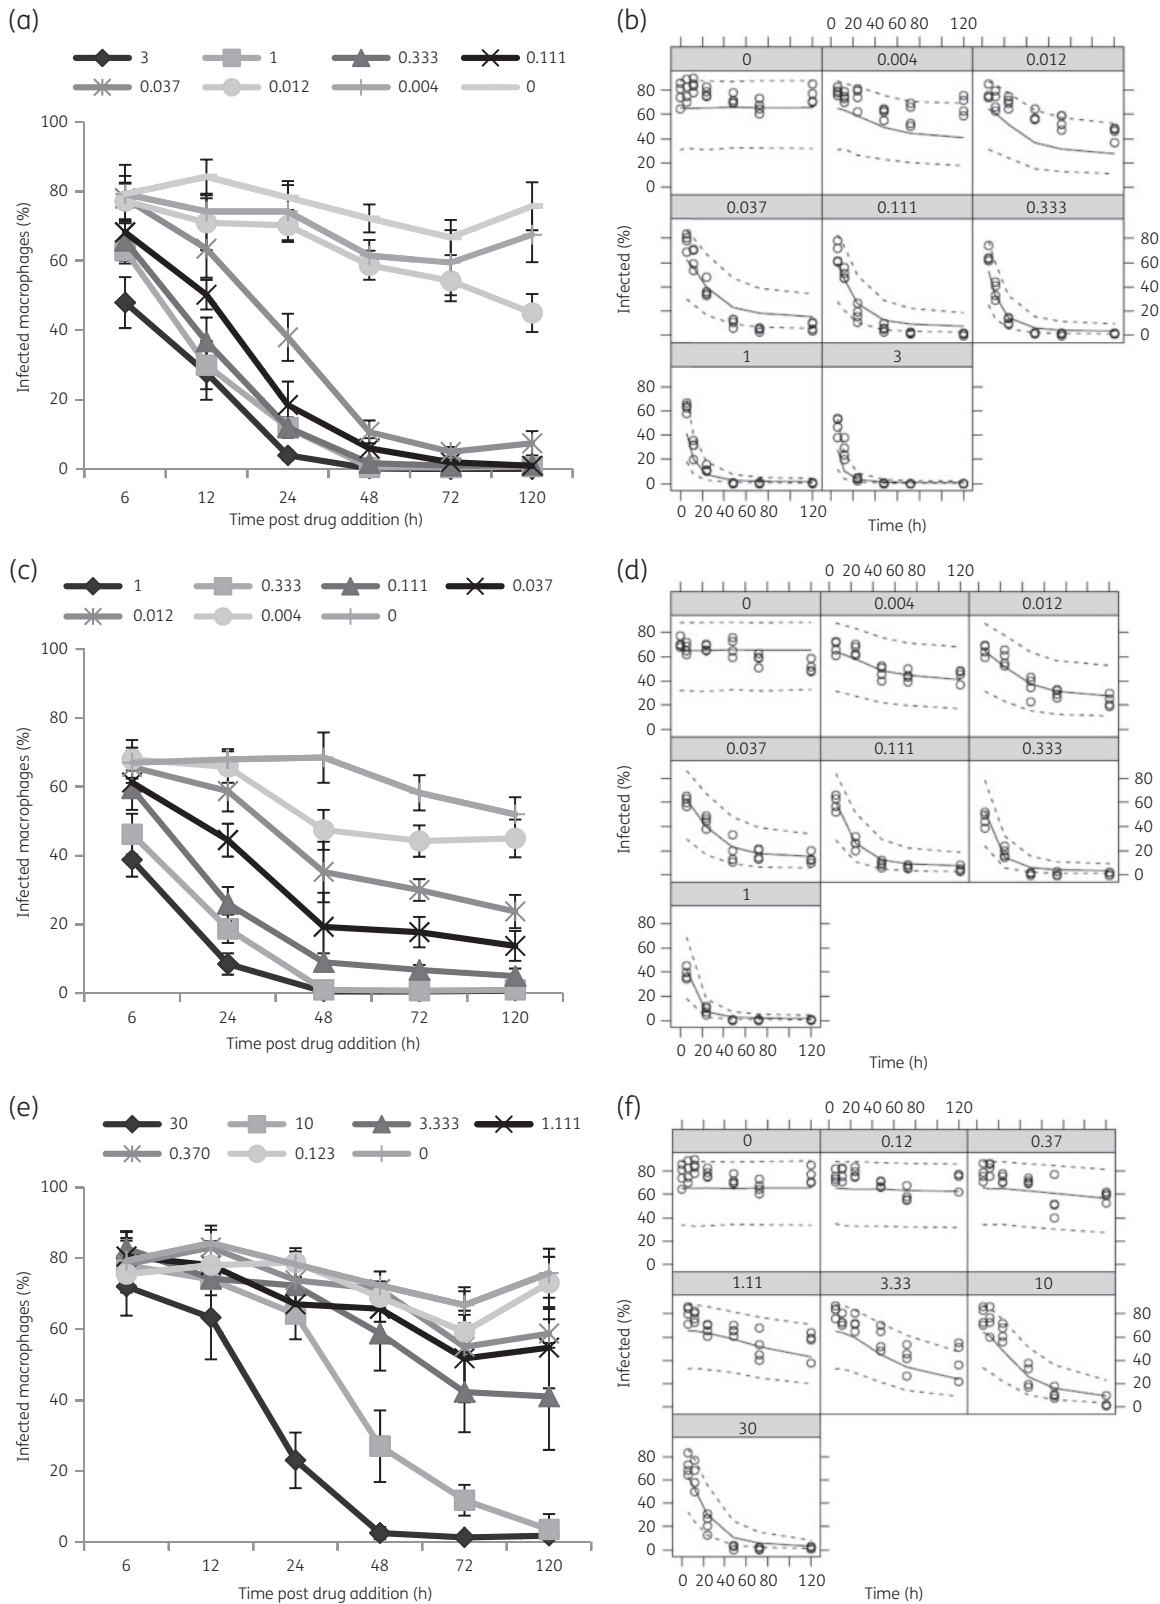 (a)
3 1 0.333 0.111
0.037 0.012 0.004 0
100
80
60
40
20
0
Infected macrophages (%)
6 12 24 48 72 120
Time post drug addition (h)
(b)
0 20 40 60 80 120
0 0.004 0.012
80
60
40
20
0
0.037 0.111 0.333
Infected (%)
80
60
40
20
0
1 3
80
60
40
20
0
0 20 40 60 80 120
Time (h)
(c)
1 0.333 0.111 0.037
0.012 0.004 0
100
80
60
40
20
0
Infected macrophages (%)
6 24 48 72 120
Time post drug addition (h)
(d)
0 20 40 60 80 120
0 0.004 0.012
80
60
40
20
0
0.037 0.111 0.333
Infected (%)
80
60
40
20
0
1
80
60
40
20
0
0 20 40 60 80 120
Time (h)
(e)
30 10 3.333 1.111
0.370 0.123 0
100
80
60
40
20
0
Infected macrophages (%)
6 12 24 48 72 120
Time post drug addition (h)
(f)
0 20 40 60 80 120
0 0.12 0.37
80
60
40
20
0
1.11 3.33 10
Infected (%)
80
60
40
20
0
30
80
60
40
20
0
0 20 40 60 80 120
Time (h)